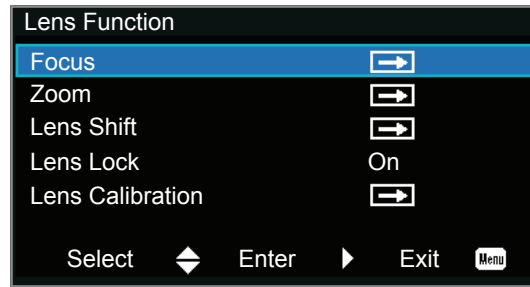 Lens Function
Focus
Zoom
Lens Shift
Lens Lock On
Lens Calibration
Select Enter Exit Menu